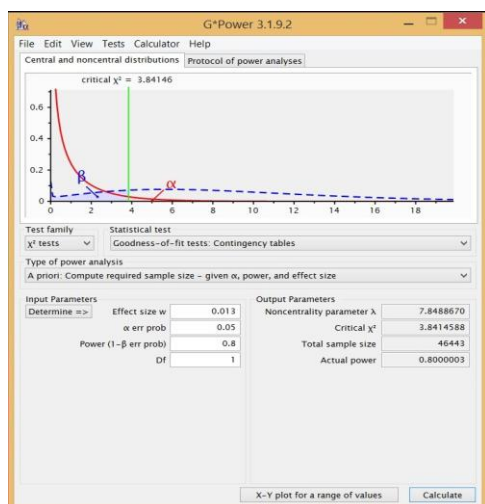 G*Power 3.1.9.2
File Edit View Tests Calculator Help
Central and noncentral distributions Protocol of power analyses
critical χ² = 3.84146
0.6
0.4
0.2
0
β
α
0 2 4 6 8 10 12 14 16 18
Test family Statistical test
χ² tests Goodness-of-fit tests: Contingency tables
Type of power analysis
A priori: Compute required sample size - given α, power, and effect size
Input Parameters Output Parameters
Determine => Effect size w 0.013 Noncentrality parameter λ 7.8488670
α err prob 0.05 Critical χ² 3.8414588
Power (1-β err prob) 0.8 Total sample size 46443
Df 1 Actual power 0.8000003
X-Y plot for a range of values Calculate